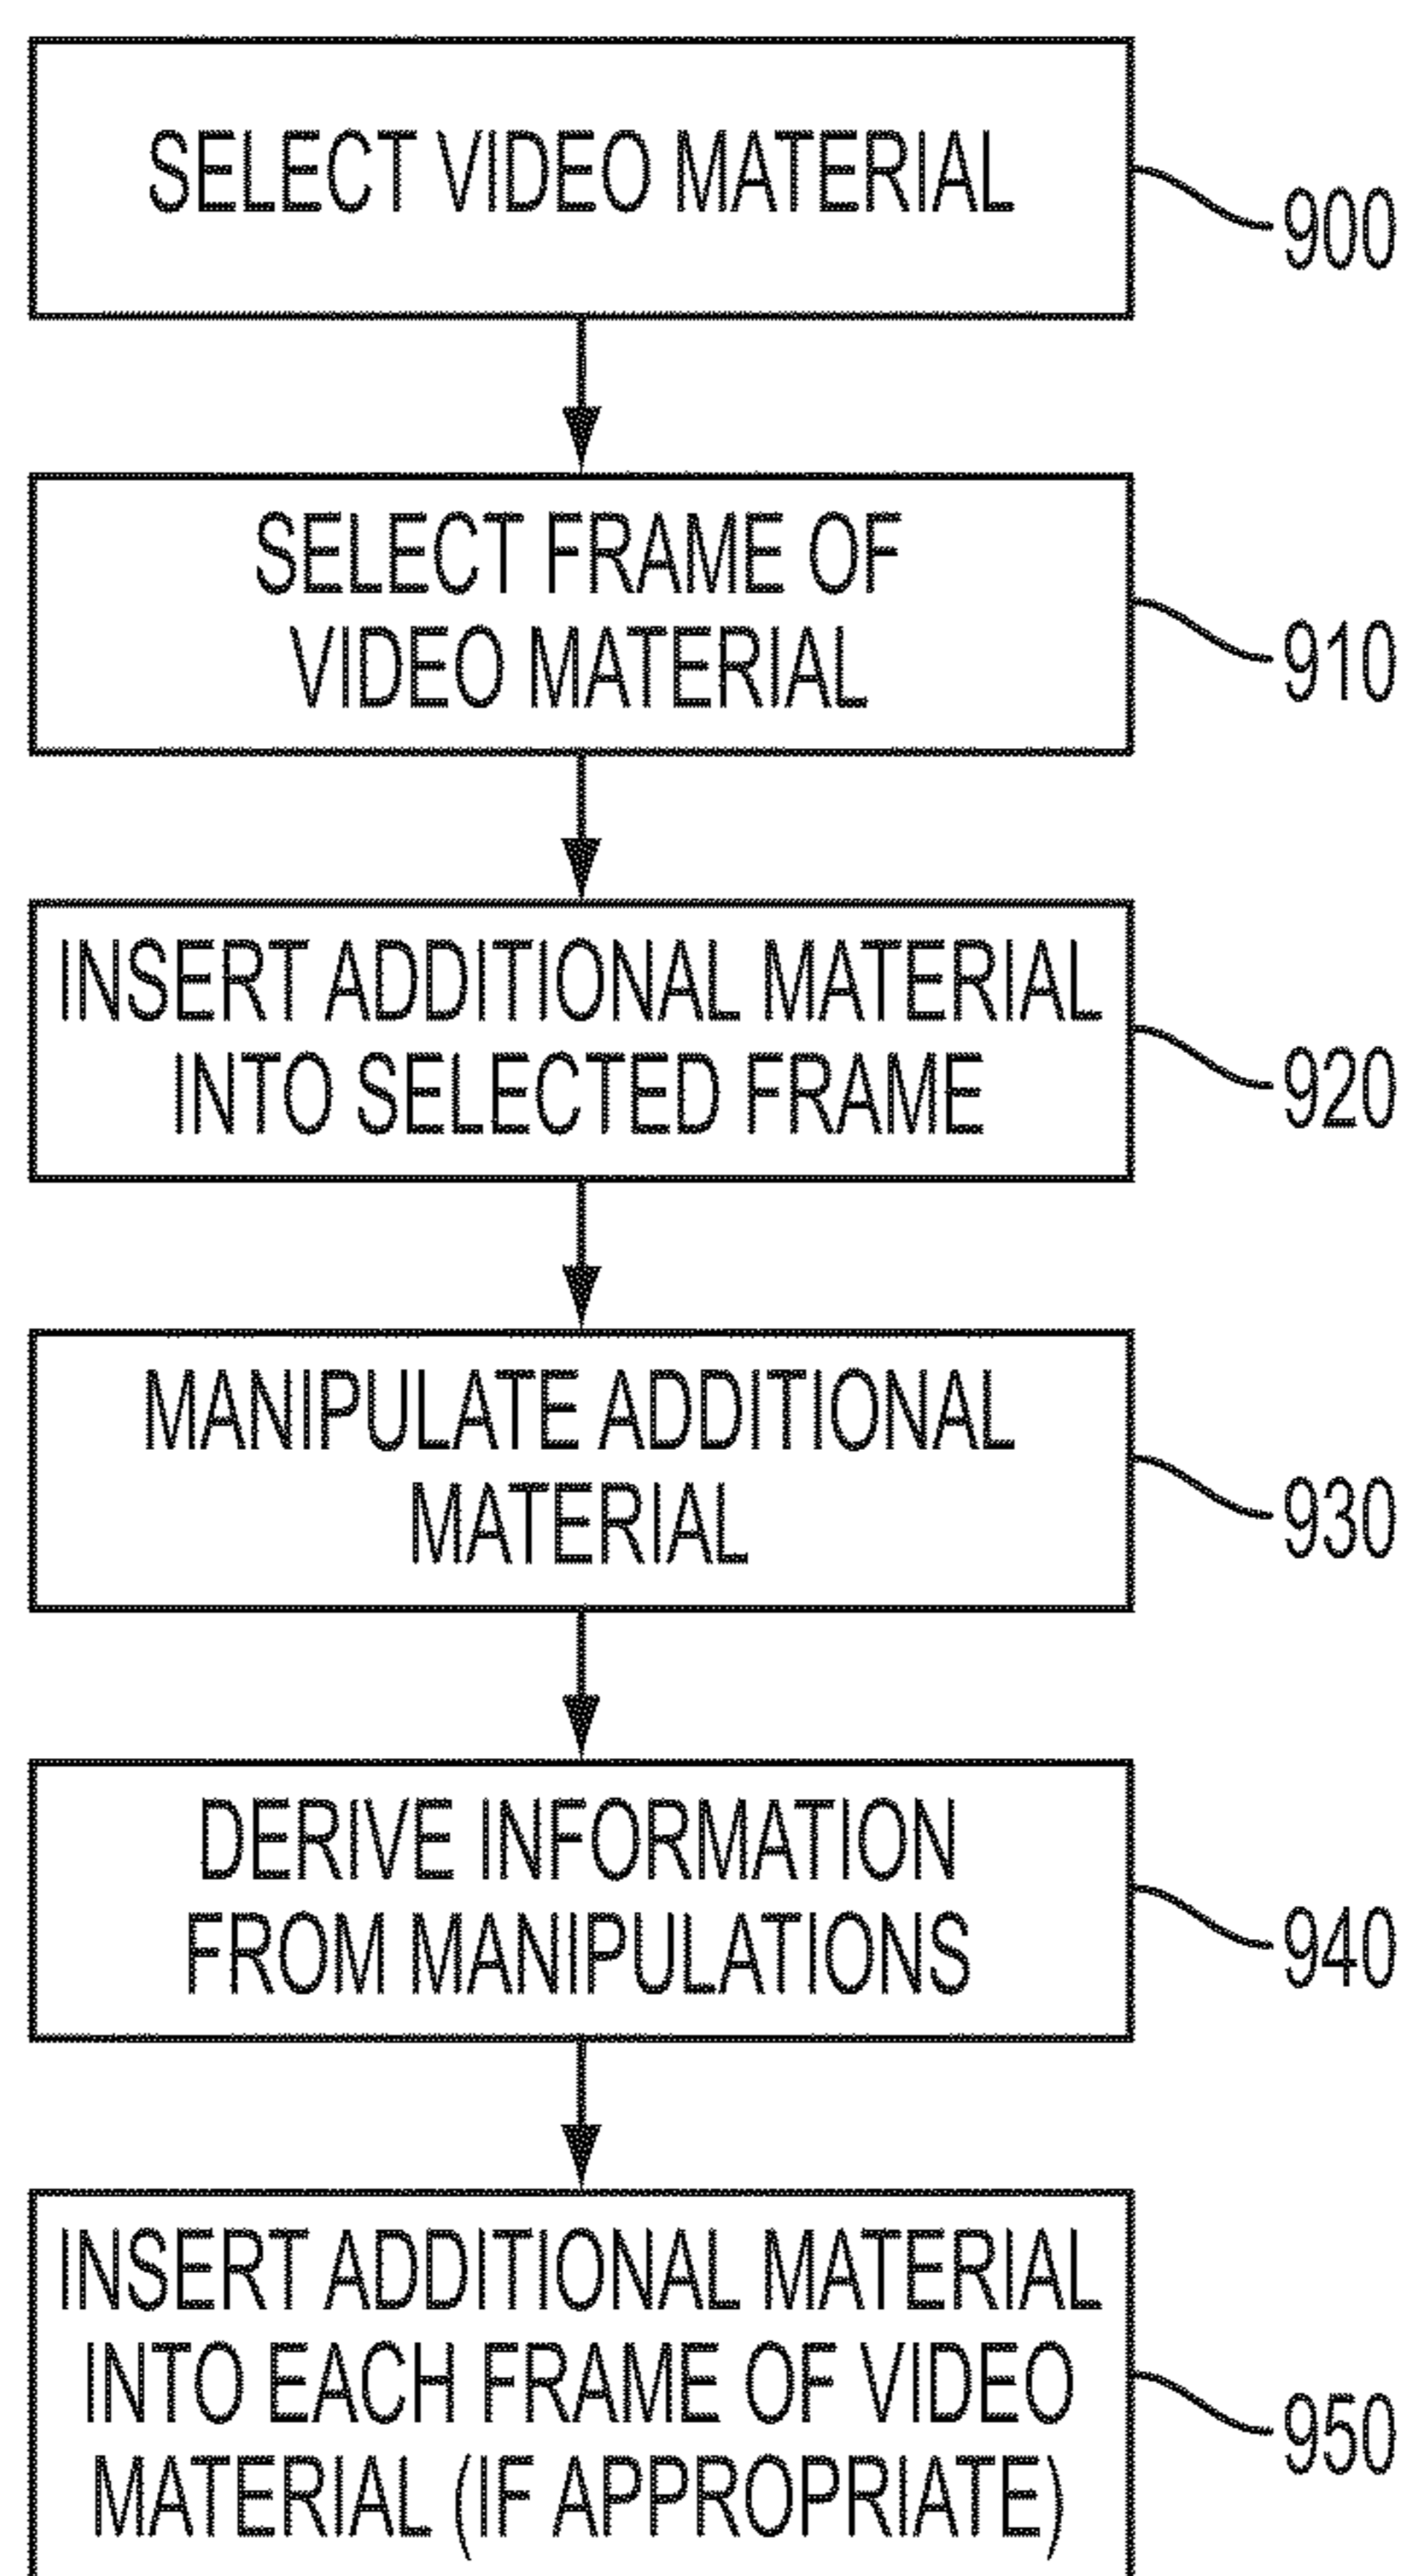 SELECT VIDEO MATERIAL
900
SELECT FRAME OF
VIDEO MATERIAL
910
INSERT ADDITIONAL MATERIAL
INTO SELECTED FRAME
920
MANIPULATE ADDITIONAL
MATERIAL
930
DERIVE INFORMATION
FROM MANIPULATIONS
940
INSERT ADDITIONAL MATERIAL
INTO EACH FRAME OF VIDEO
MATERIAL (IF APPROPRIATE)
950